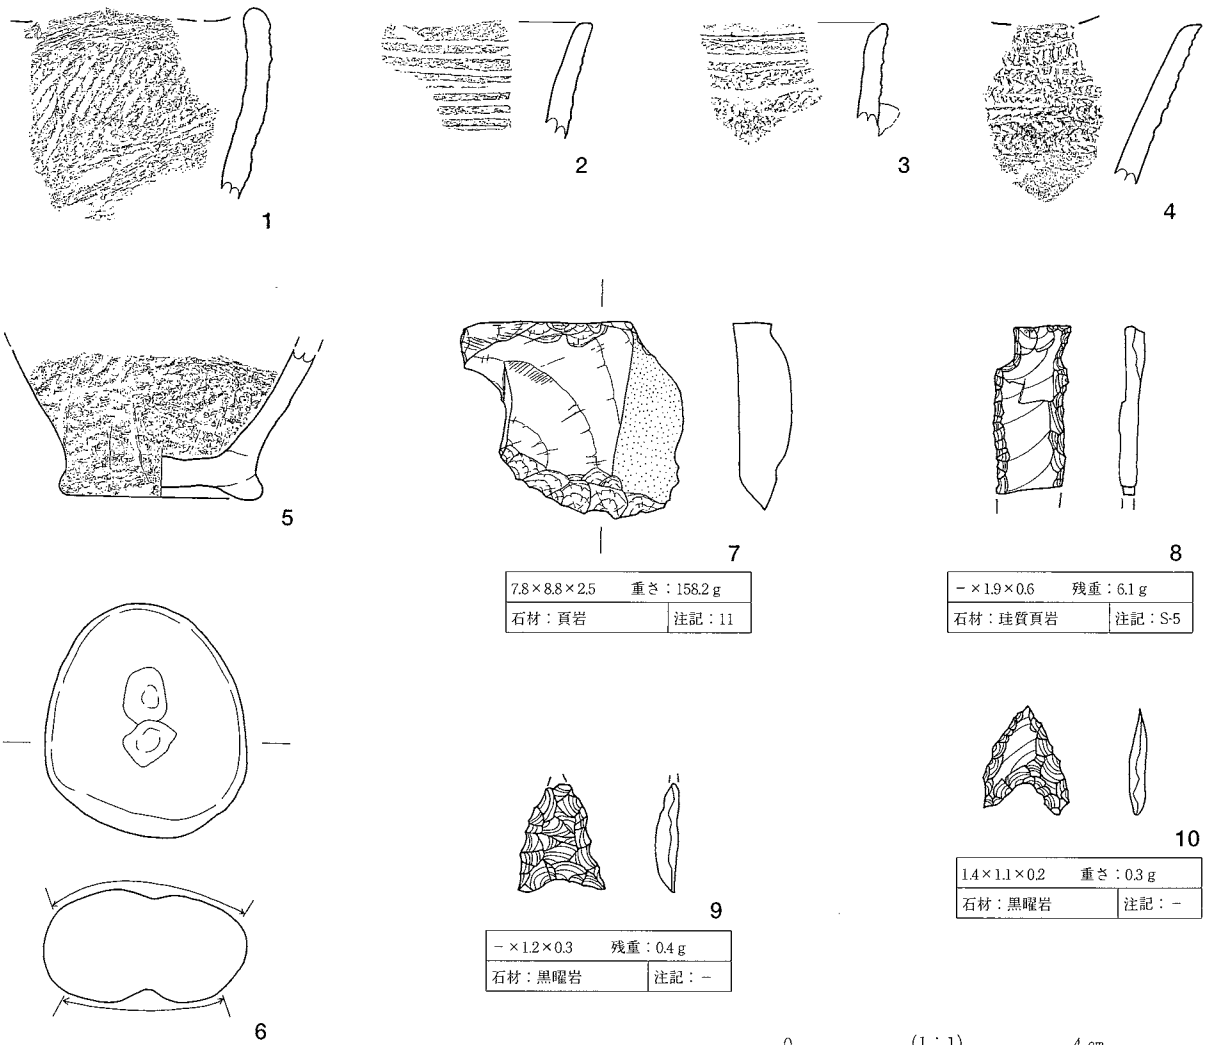 1
2
3
4
5
7
7.8×8.8×2.5 重さ：158.2 g
石材：頁岩 注記：11
8
－×1.9×0.6 残重：6.1 g
石材：珪質頁岩 注記：S-5
6
9
－×1.2×0.3 残重：0.4 g
石材：黒曜岩 注記：－
10
1.4×1.1×0.2 重さ：0.3 g
石材：黒曜岩 注記：－
0 (1：1) 4 cm